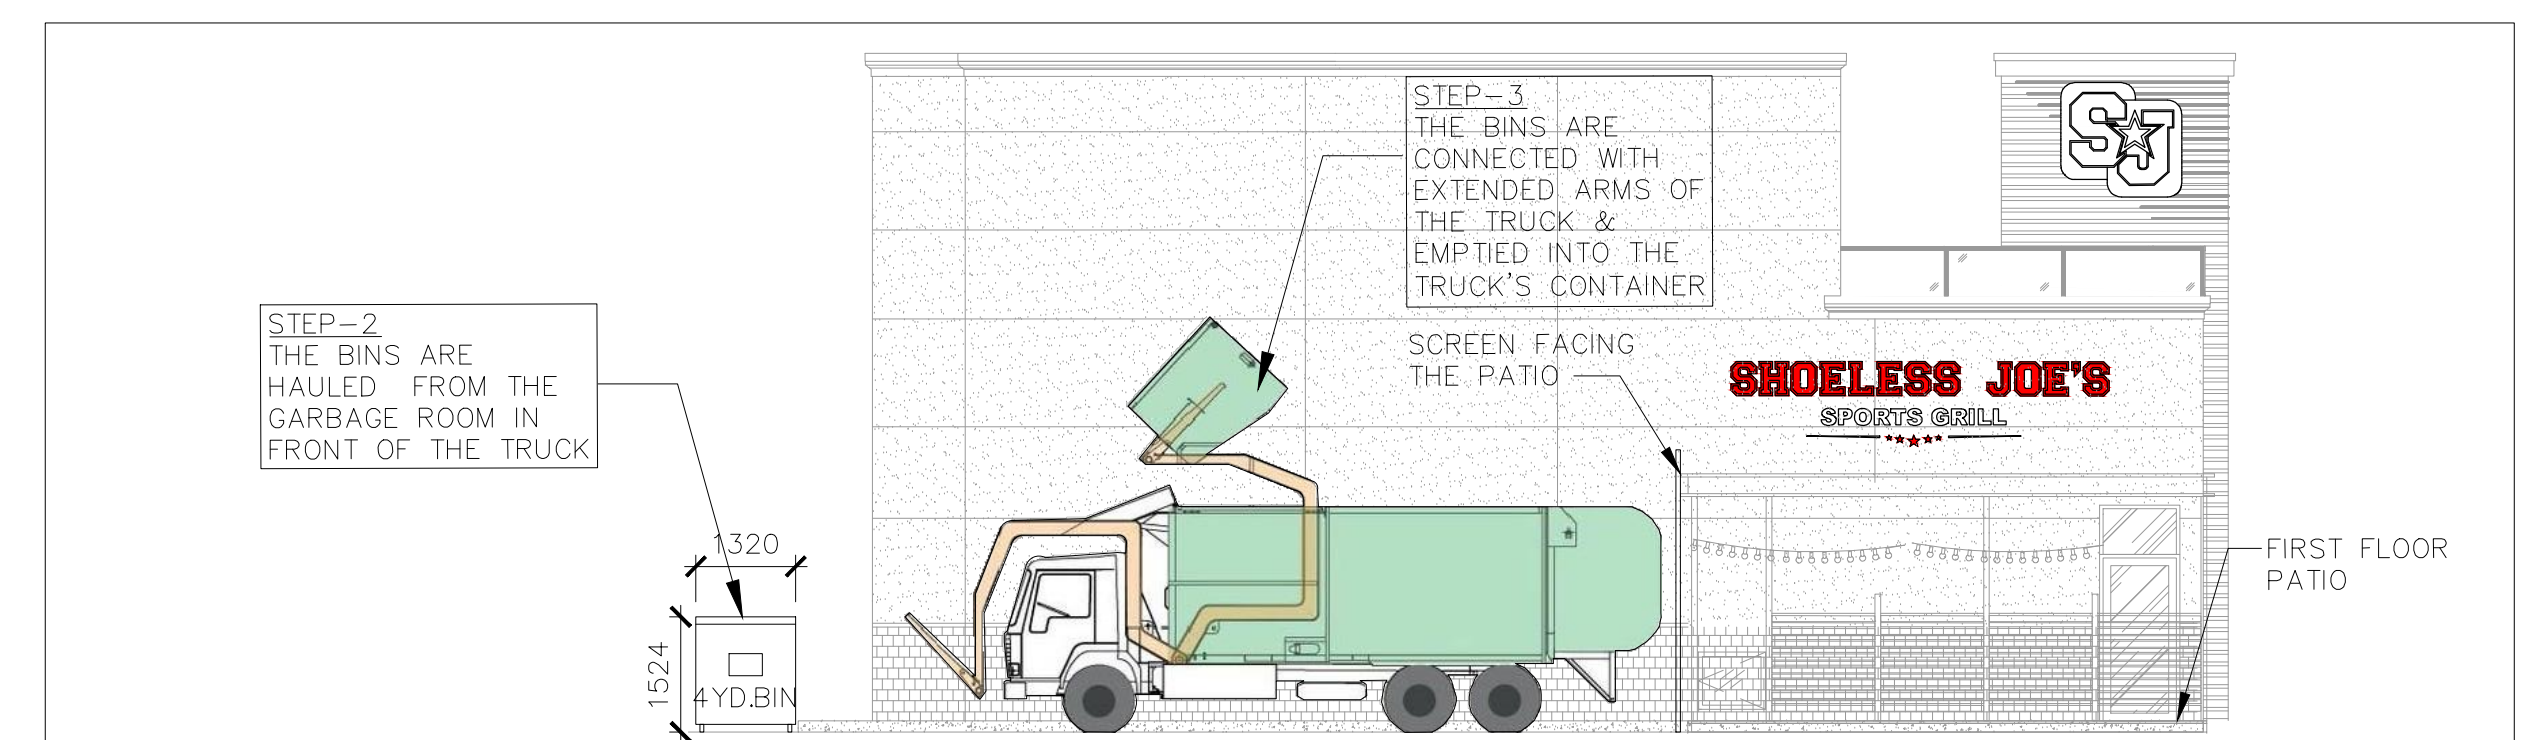 STEP-3
THE BINS ARE
CONNECTED WITH
EXTENDED ARMS OF
THE TRUCK &
EMPTIED INTO THE
TRUCK'S CONTAINER
SJ
STEP-2
THE BINS ARE
HAULED FROM THE
GARBAGE ROOM IN
FRONT OF THE TRUCK
SCREEN FACING
THE PATIO
SHOELESS JOE'S
SPORTS GRILL
1320
1524
4YD.BIN
FIRST FLOOR
PATIO